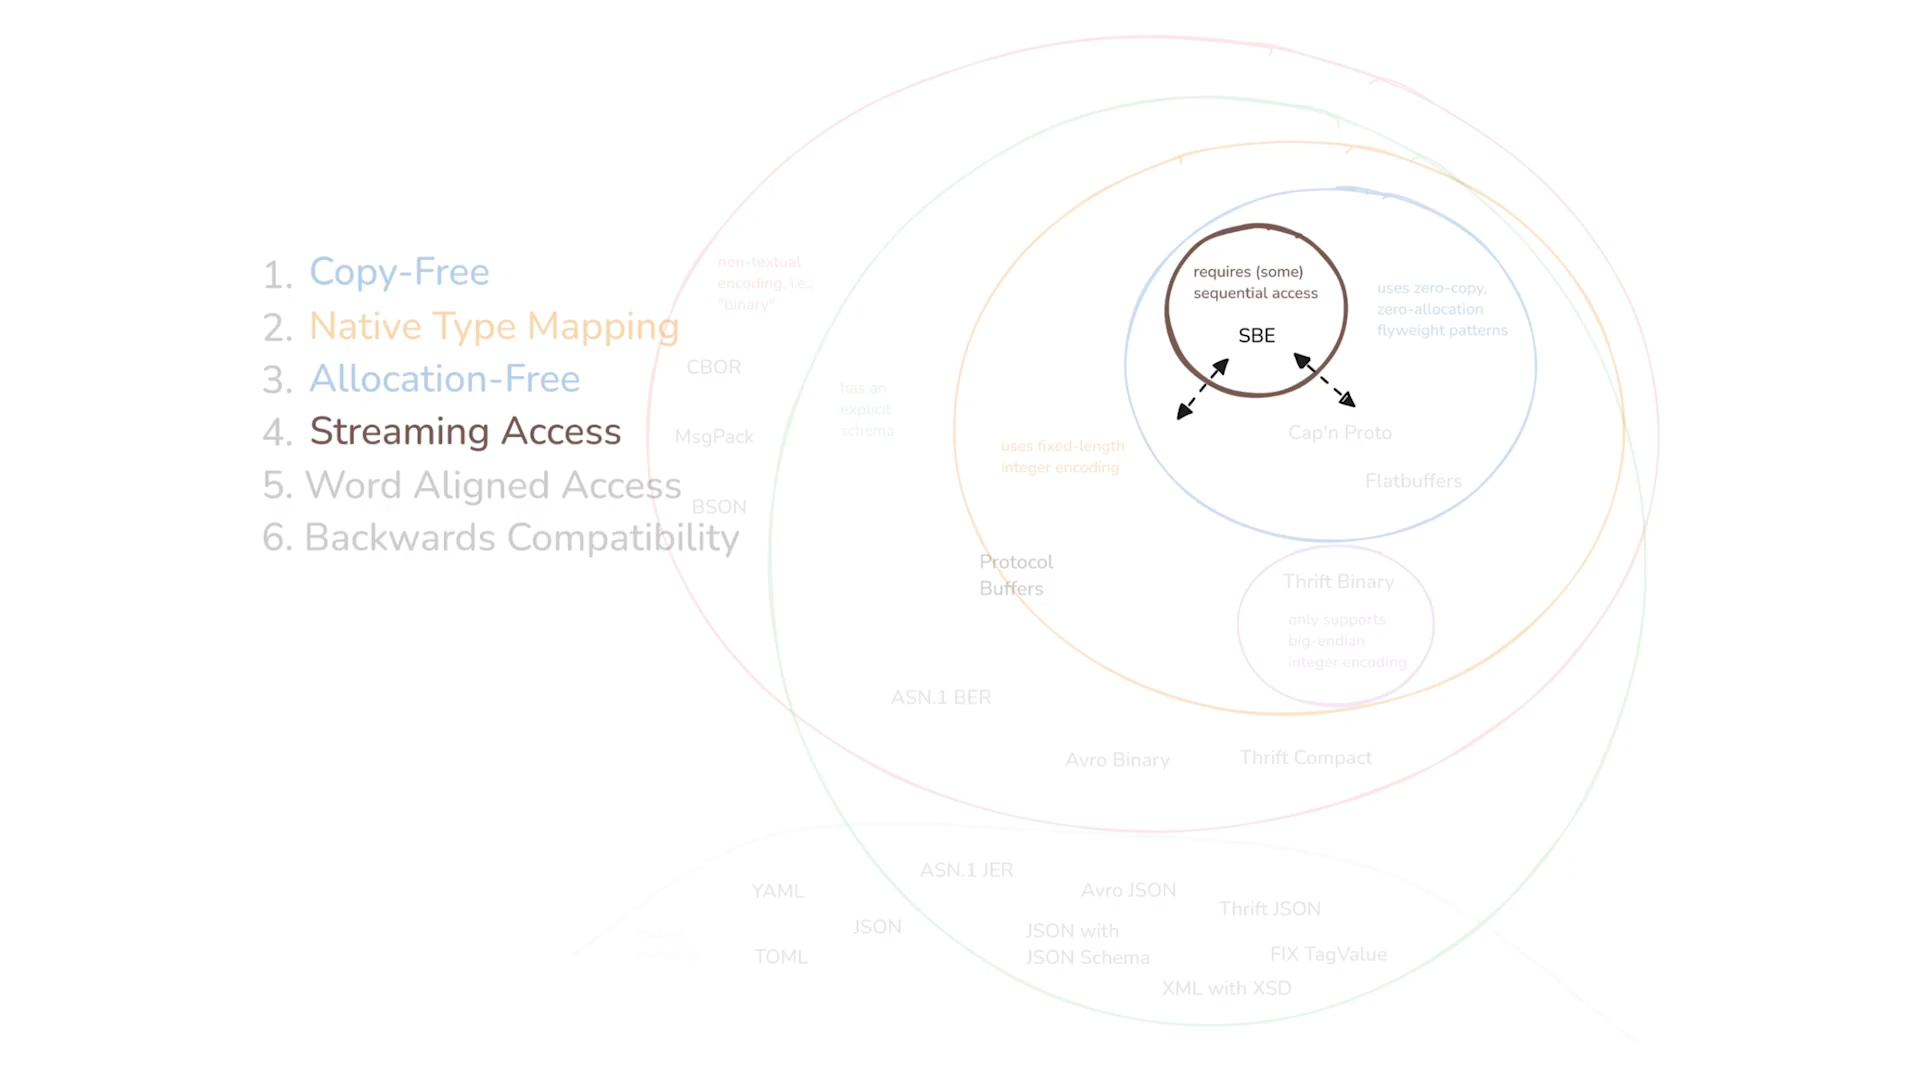 1. Copy-Free
2. Native Type Mapping
3. Allocation-Free
4. Streaming Access
5. Word Aligned Access
6. Backwards Compatibility
non-textual
encoding, i.e..
"binary"
CBOR
MsgPack
BSON
has an
explicit
schema
uses fixed-length
integer encoding
requires (some)
sequential access
SBE
uses zero-copy,
zero-allocation
flyweight patterns
Cap'n Proto
Flatbuffers
Protocol
Buffers
Thrift Binary
only supports
big-endian
integer encoding
ASN.1 BER
Avro Binary
Thrift Compact
ASN.1 JER
YAML
Avro JSON
Thrift JSON
JSON
JSON with
JSON Schema
TOML
FIX TagValue
XML with XSD